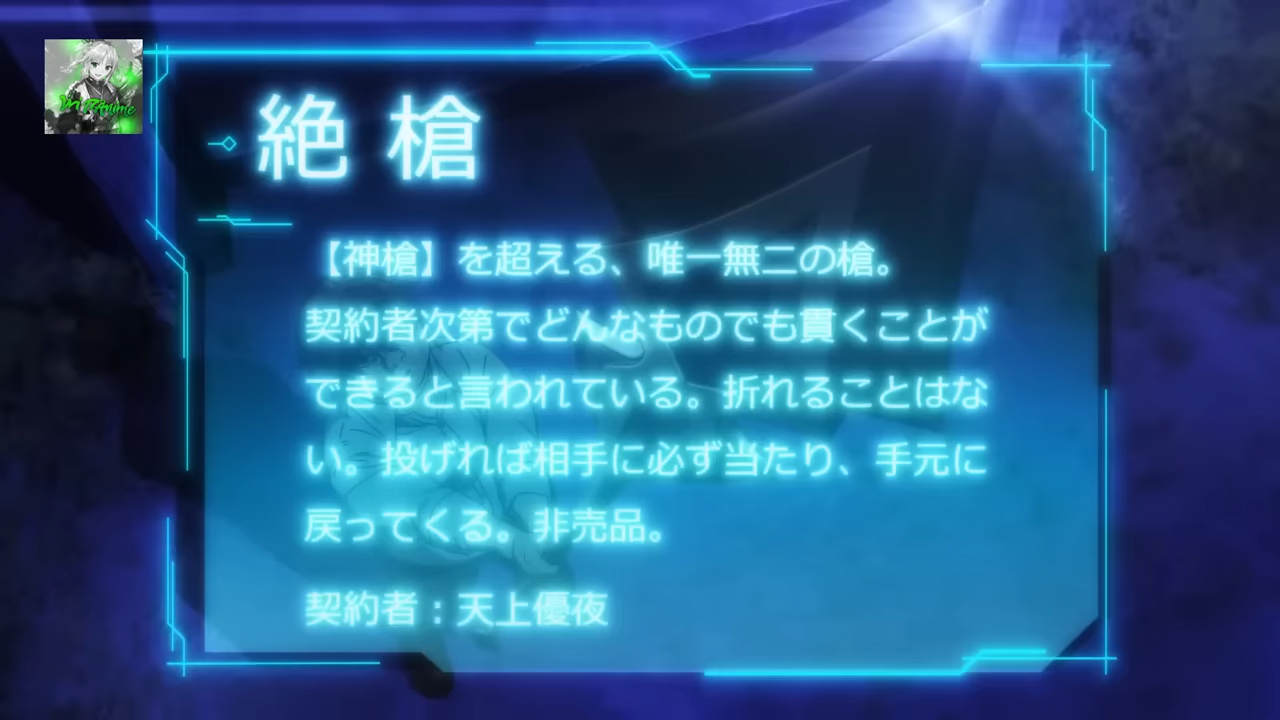 Mr Anime
絶槍
【神槍】を超える、唯一無二の槍。
契約者次第でどんなものでも貫くことが
できると言われている。折れることはな
い。投げれば相手に必ず当たり、手元に
戻ってくる。非売品。
契約者：天上優夜